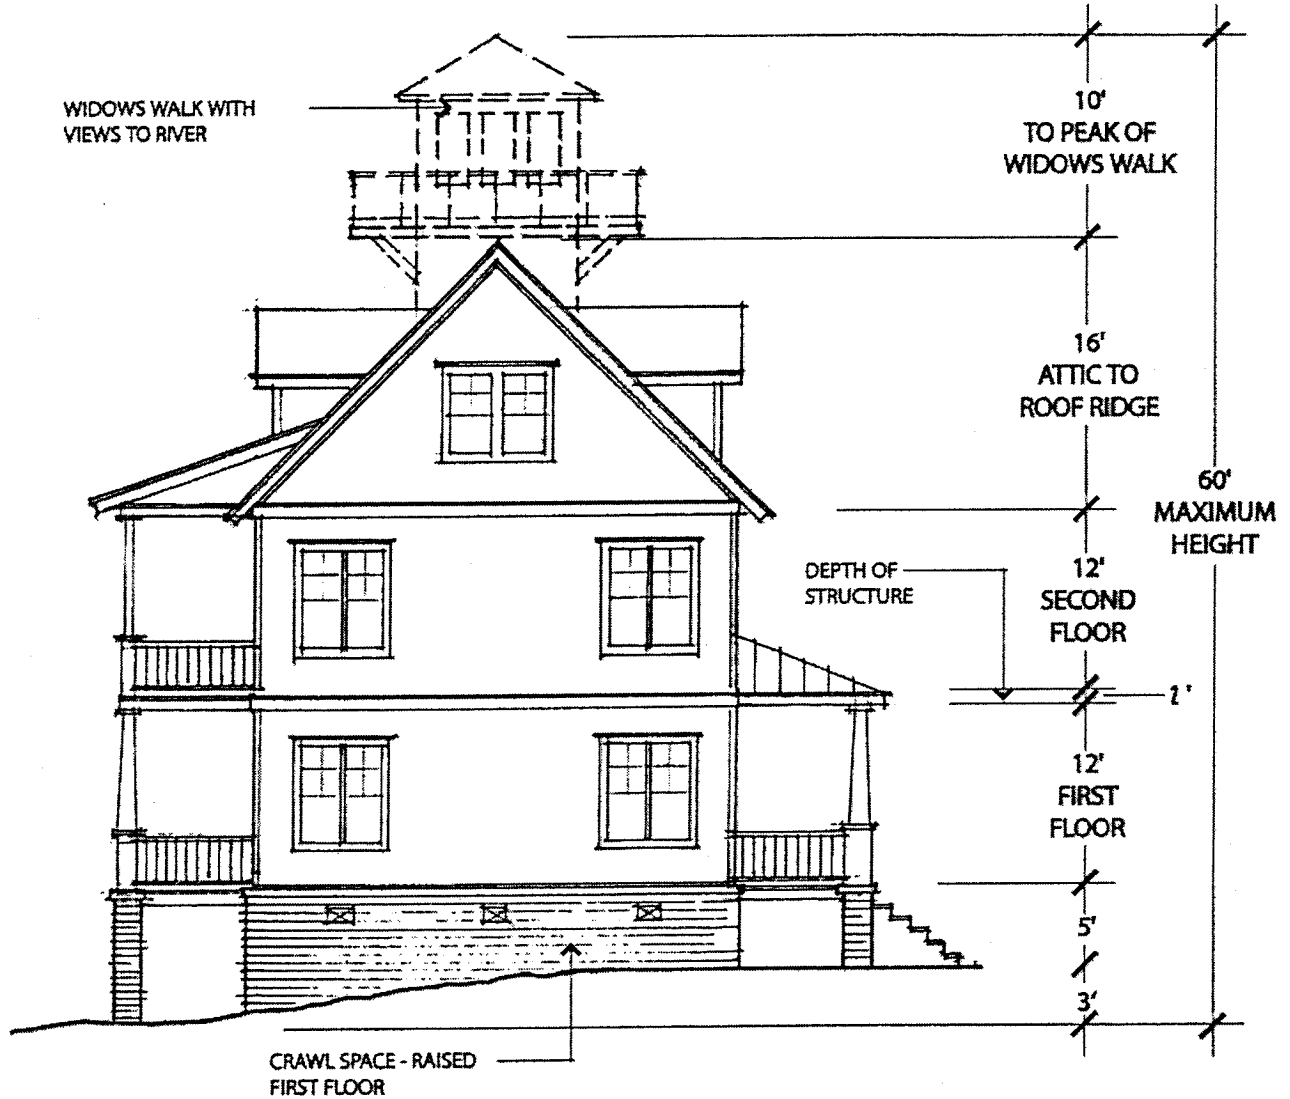 WIDOWS WALK WITH
VIEWS TO RIVER
10'
TO PEAK OF
WIDOWS WALK
16'
ATTIC TO
ROOF RIDGE
60'
MAXIMUM
HEIGHT
DEPTH OF
STRUCTURE
12'
SECOND
FLOOR
2'
12'
FIRST
FLOOR
5'
3'
CRAWL SPACE - RAISED
FIRST FLOOR